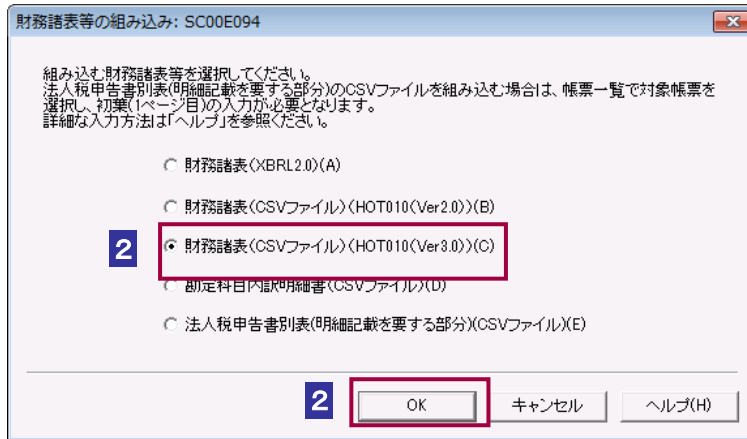 財務諸表等の組み込み: SC00E094
組み込む財務諸表等を選択してください。
法人税申告書別表(明細記載を要する部分)のCSVファイルを組み込む場合は、帳票一覧で対象帳票を
選択し、初葉(1ページ目)の入力が必要となります。
詳細な入力方法は「ヘルプ」を参照ください。
財務諸表(XBRL2.0)(A)
財務諸表(CSVファイル)(HOT010(Ver2.0))(B)
2 財務諸表(CSVファイル)(HOT010(Ver3.0))(C)
勘定科目内訳明細書(CSVファイル)(D)
法人税申告書別表(明細記載を要する部分)(CSVファイル)(E)
2 OK キャンセル ヘルプ(H)